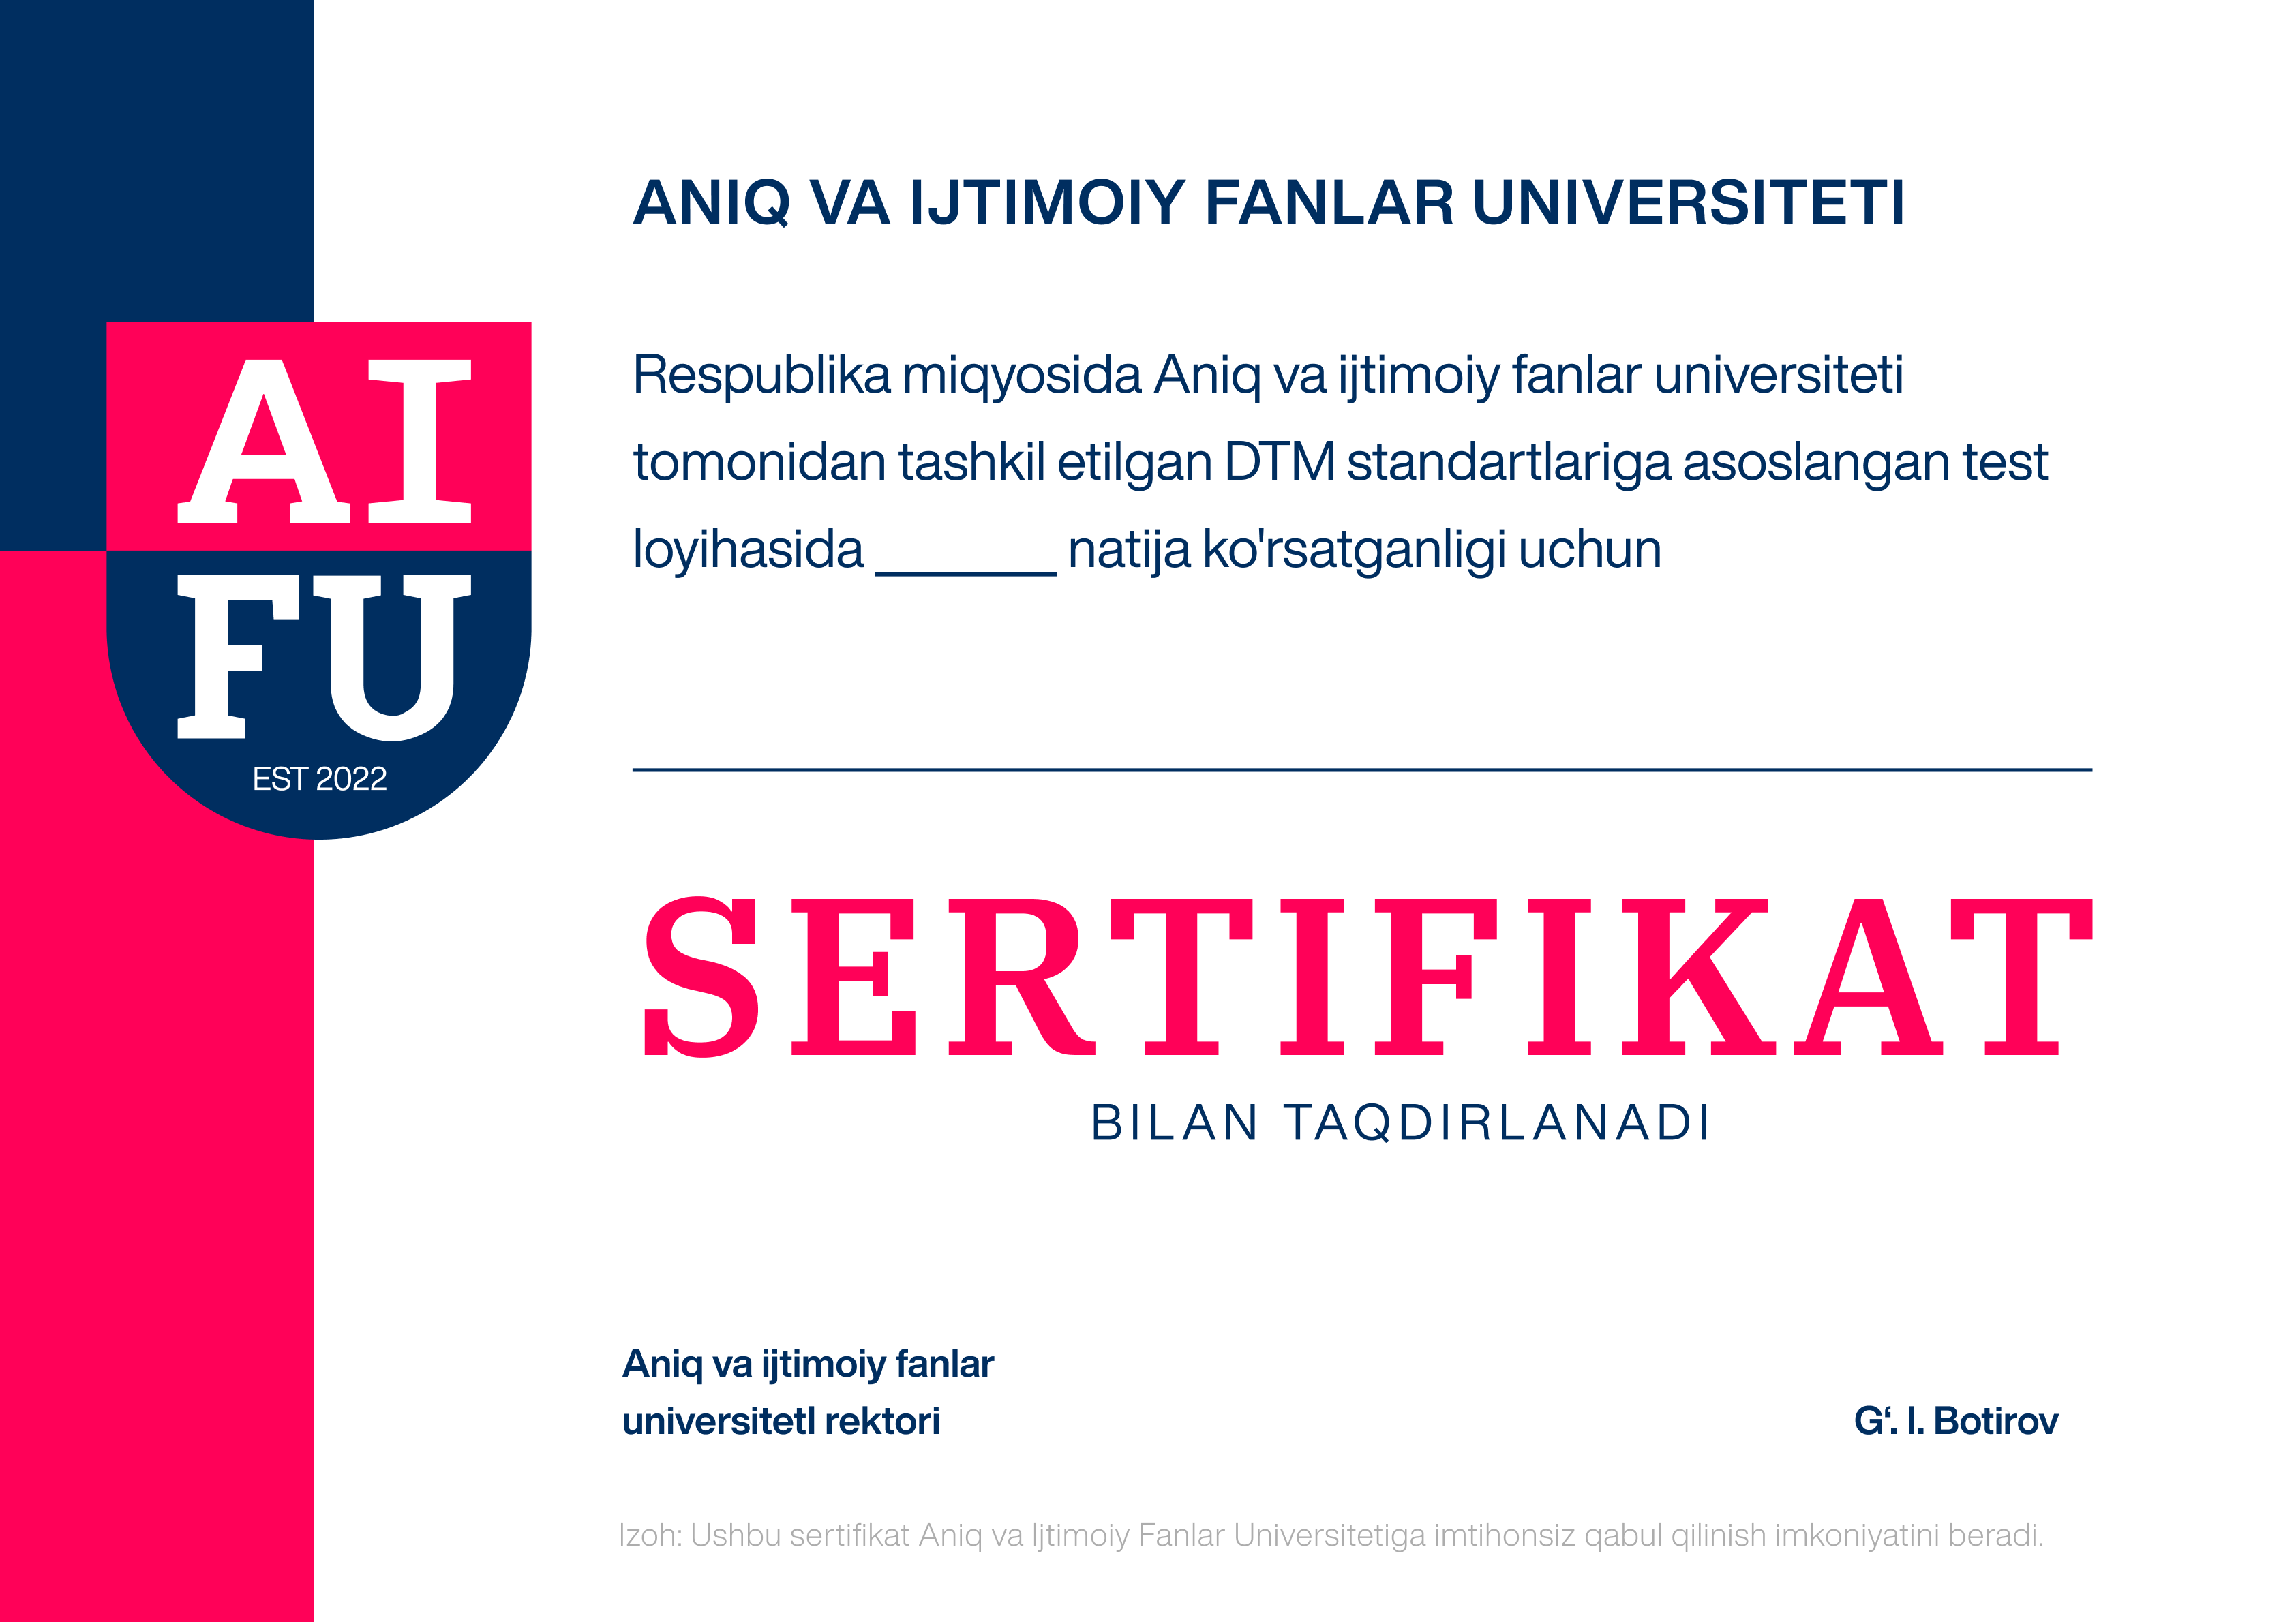 ANIQ VA IJTIMOIY FANLAR UNIVERSITETI
AI
FU
EST 2022
Respublika miqyosida Aniq va ijtimoiy fanlar universiteti
tomonidan tashkil etilgan DTM standartlariga asoslangan test
loyihasida ________ natija ko'rsatganligi uchun
SERTIFIKAT
BILAN TAQDIRLANADI
Aniq va ijtimoiy fanlar
universitetI rektori
G‘. I. Botirov
Izoh: Ushbu sertifikat Aniq va Ijtimoiy Fanlar Universitetiga imtihonsiz qabul qilinish imkoniyatini beradi.